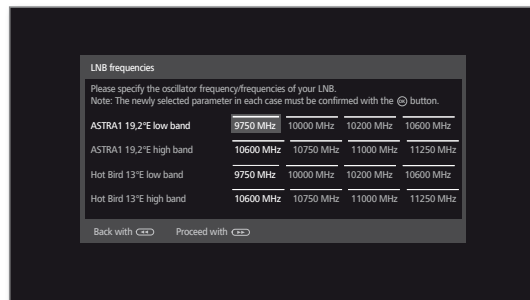 LNB frequencies
Please specify the oscillator frequency/frequencies of your LNB.
Note: The newly selected parameter in each case must be confirmed with the OK button.
ASTRA1 19,2°E low band 9750 MHz 10000 MHz 10200 MHz 10600 MHz
ASTRA1 19,2°E high band 10600 MHz 10750 MHz 11000 MHz 11250 MHz
Hot Bird 13°E low band 9750 MHz 10000 MHz 10200 MHz 10600 MHz
Hot Bird 13°E high band 10600 MHz 10750 MHz 11000 MHz 11250 MHz
Back with Proceed with